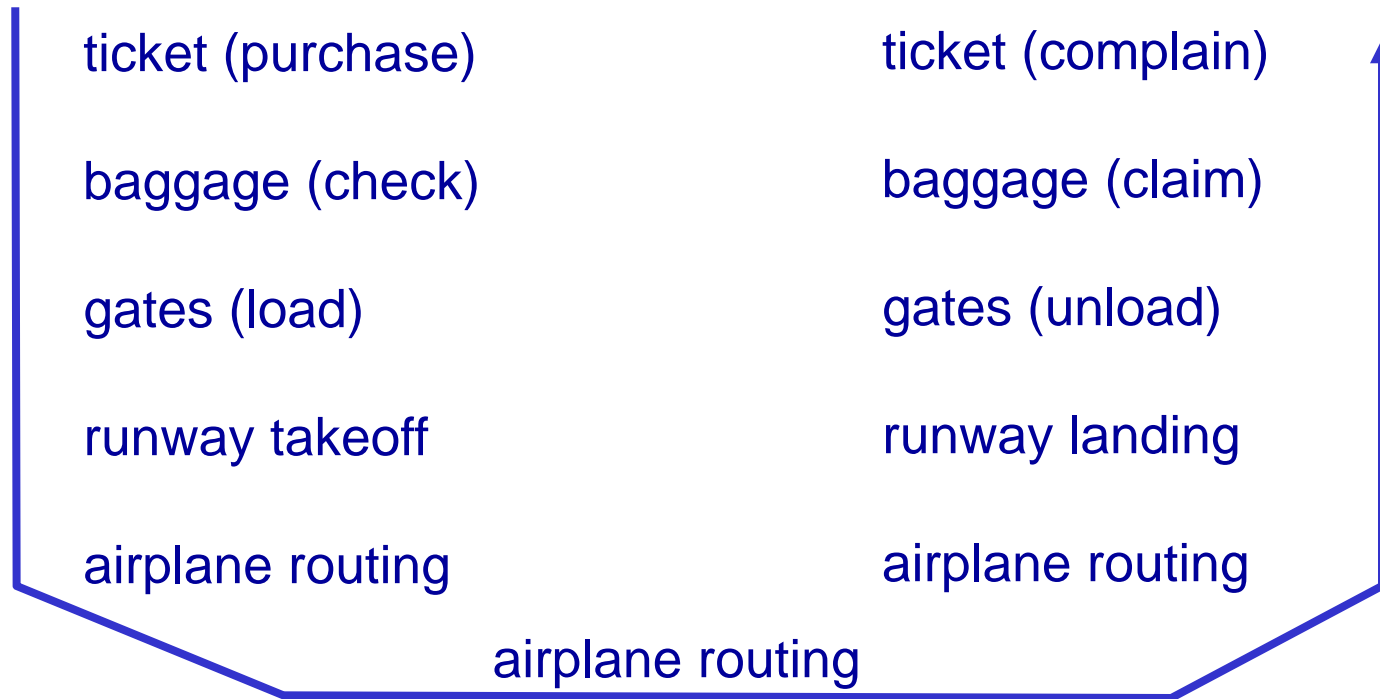 ticket (purchase)
baggage (check)
gates (load)
runway takeoff
airplane routing
ticket (complain)
baggage (claim)
gates (unload)
runway landing
airplane routing
airplane routing